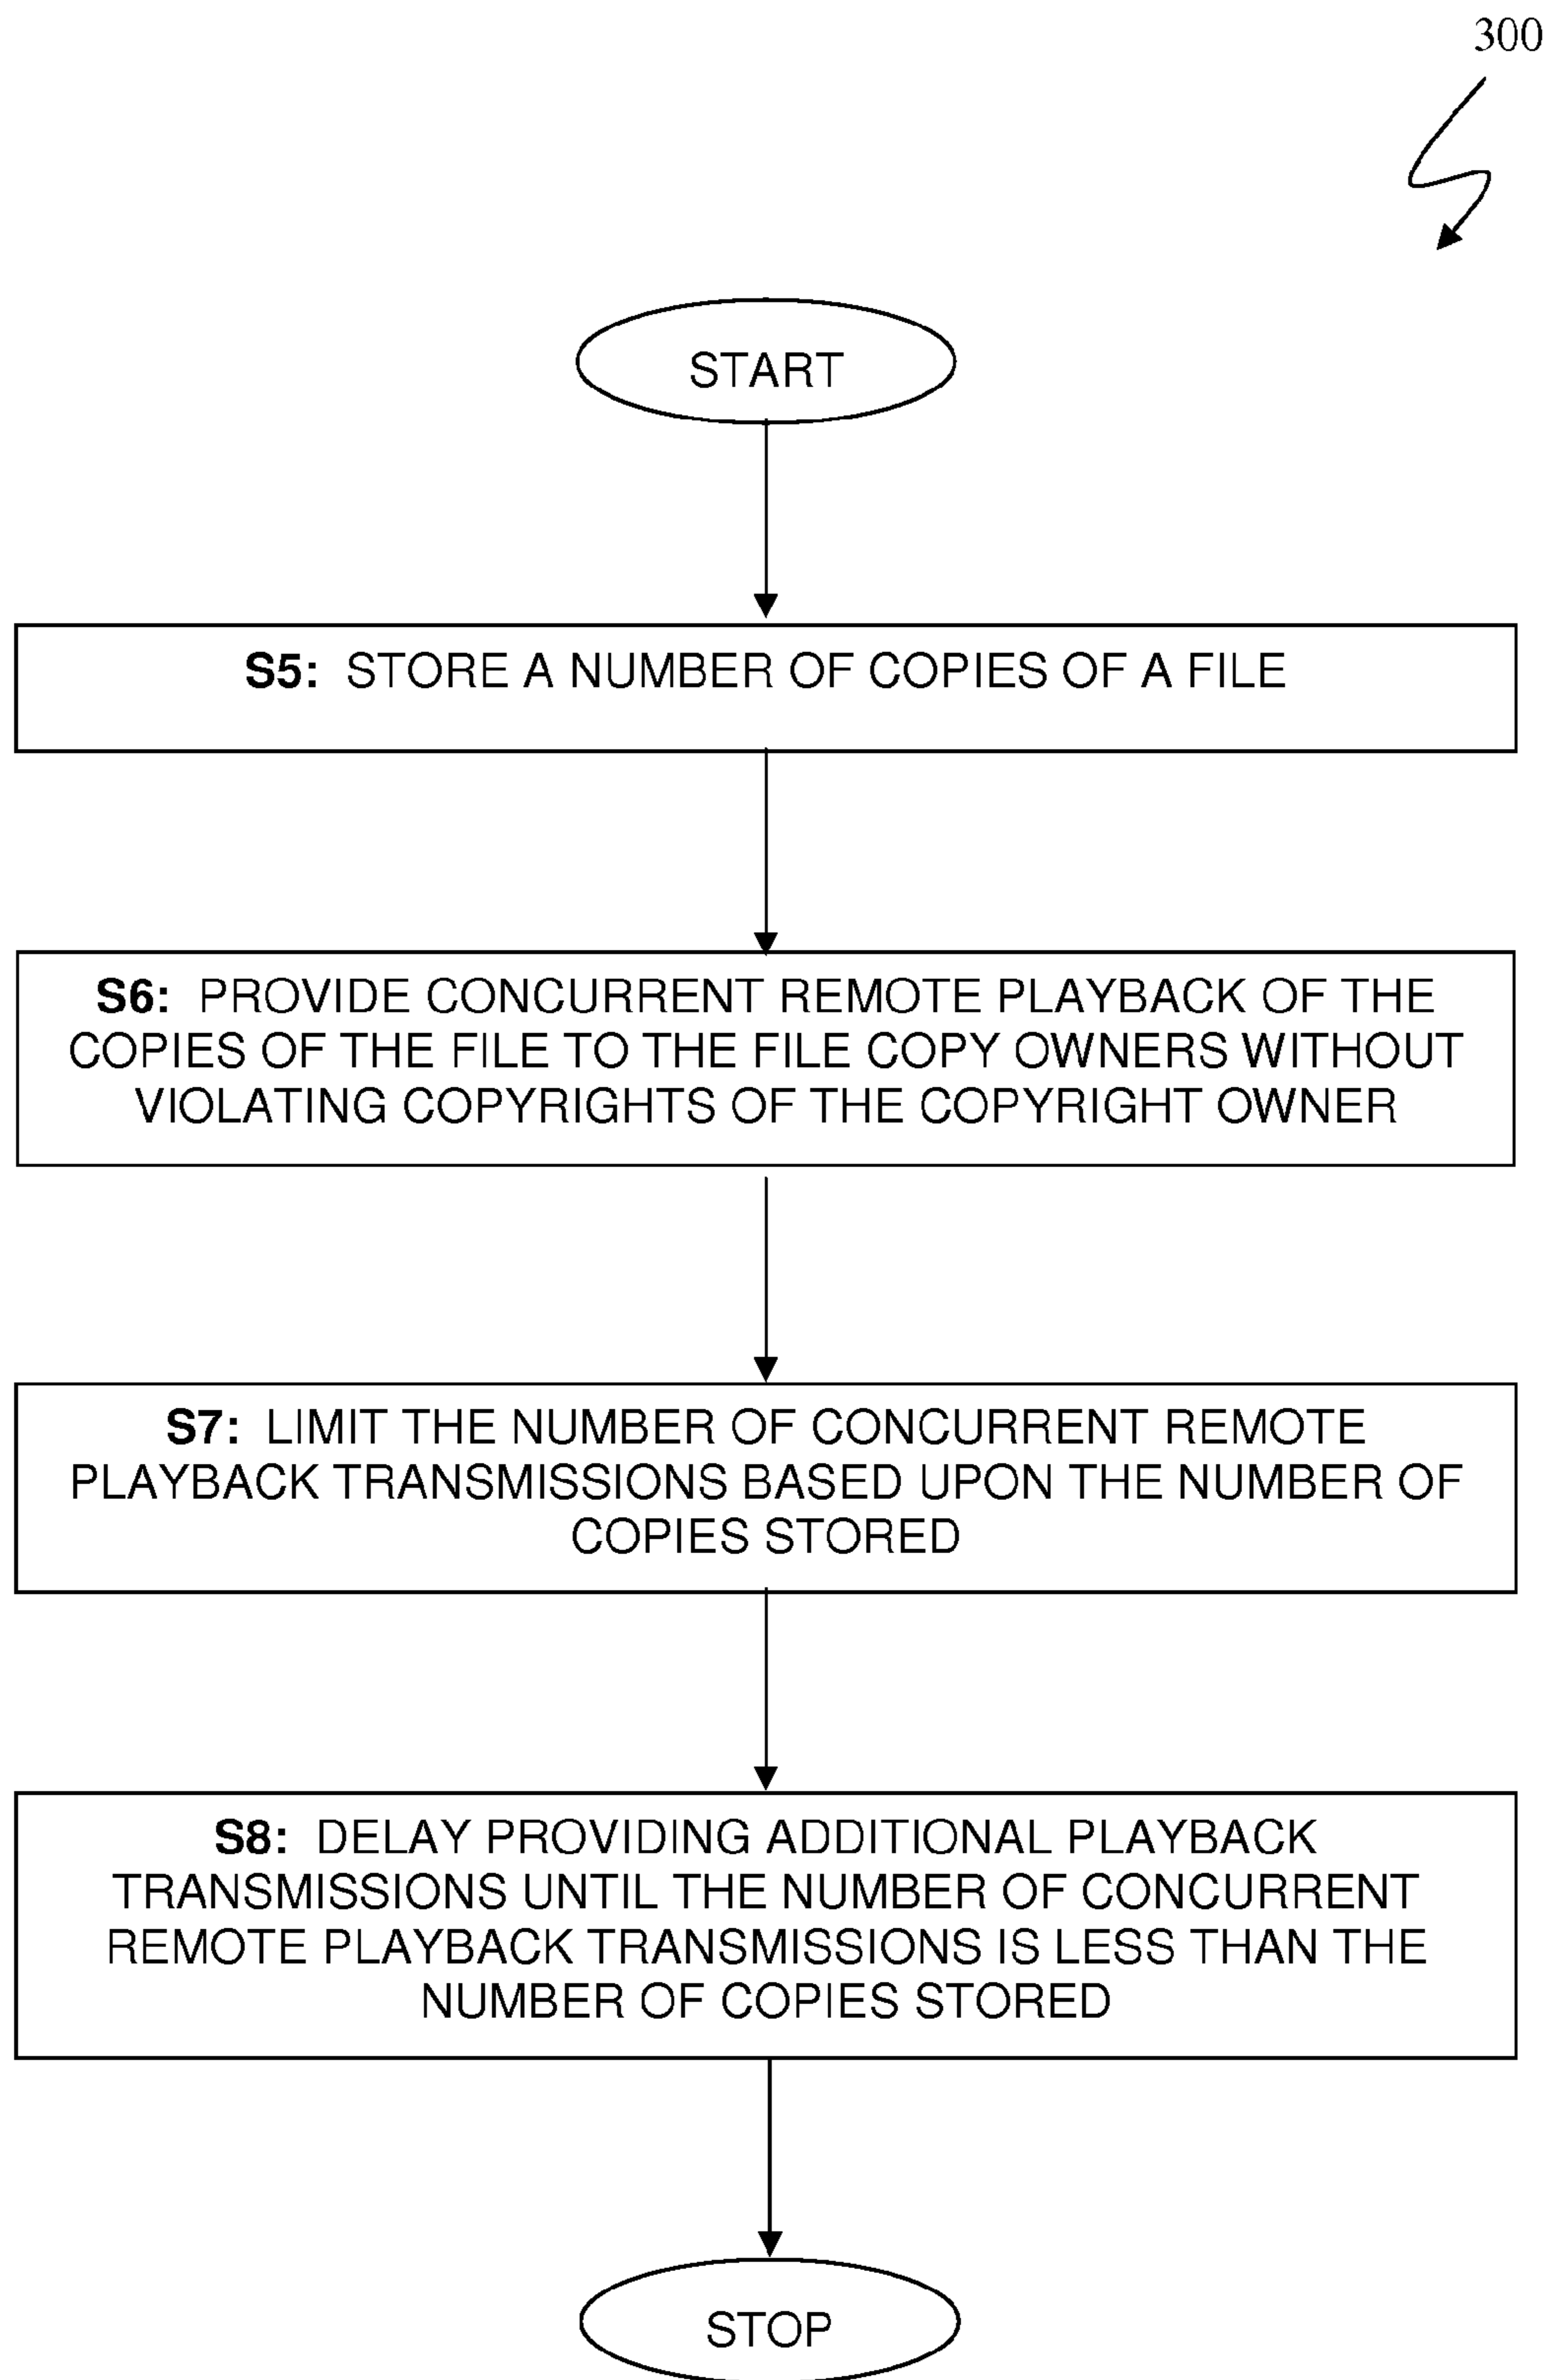 300
START
S5: STORE A NUMBER OF COPIES OF A FILE
S6: PROVIDE CONCURRENT REMOTE PLAYBACK OF THE
COPIES OF THE FILE TO THE FILE COPY OWNERS WITHOUT
VIOLATING COPYRIGHTS OF THE COPYRIGHT OWNER
S7: LIMIT THE NUMBER OF CONCURRENT REMOTE
PLAYBACK TRANSMISSIONS BASED UPON THE NUMBER OF
COPIES STORED
S8: DELAY PROVIDING ADDITIONAL PLAYBACK
TRANSMISSIONS UNTIL THE NUMBER OF CONCURRENT
REMOTE PLAYBACK TRANSMISSIONS IS LESS THAN THE
NUMBER OF COPIES STORED
STOP